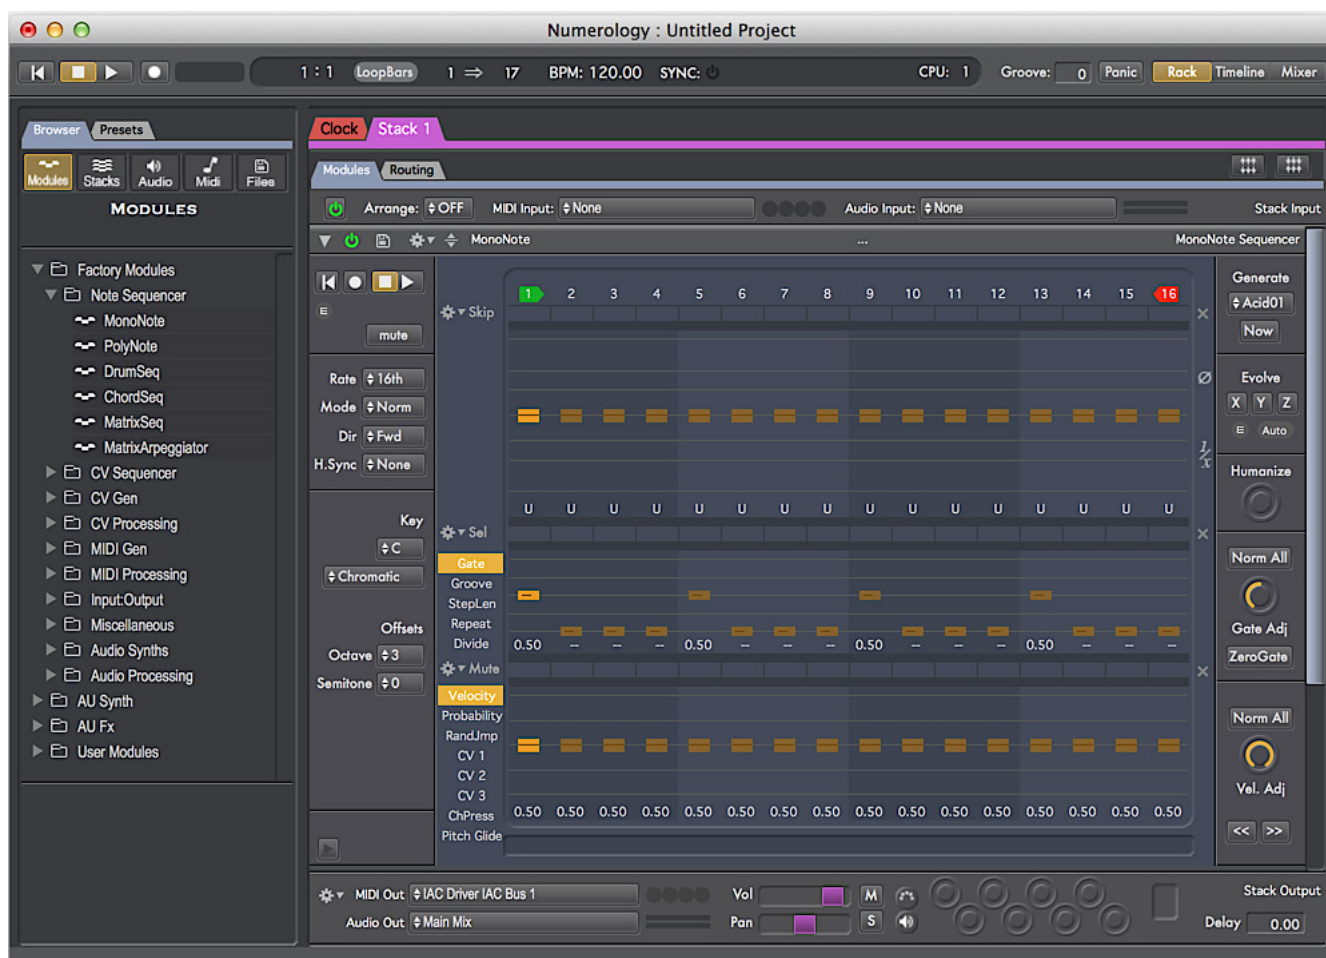 Numerology : Untitled Project
1 : 1 LoopBars 1 ⇒ 17 BPM: 120.00 SYNC: CPU: 1 Groove: 0 Panic Rack Timeline Mixer
Browser Presets
Modules Stacks Audio Midi Files
MODULES
Factory Modules
Note Sequencer
MonoNote
PolyNote
DrumSeq
ChordSeq
MatrixSeq
MatrixArpeggiator
CV Sequencer
CV Gen
CV Processing
MIDI Gen
MIDI Processing
Input:Output
Miscellaneous
Audio Synths
Audio Processing
AU Synth
AU Fx
User Modules
Clock Stack 1
Modules Routing
Arrange: OFF MIDI Input: None Audio Input: None Stack Input
MonoNote ... MonoNote Sequencer
E
mute
Rate 16th
Mode Norm
Dir Fwd
H.Sync None
Key
C
Chromatic
Offsets
Octave 3
Semitone 0
1 2 3 4 5 6 7 8 9 10 11 12 13 14 15 16
Skip
U U U U U U U U U U U U U U U U
Sel
Gate
Groove
StepLen
Repeat
Divide 0.50 -- -- -- 0.50 -- -- -- 0.50 -- -- -- 0.50 -- -- --
Mute
Velocity
Probability
RandJmp
CV 1
CV 2
CV 3
ChPress 0.50 0.50 0.50 0.50 0.50 0.50 0.50 0.50 0.50 0.50 0.50 0.50 0.50 0.50 0.50 0.50
Pitch Glide
Ø
1/x
Generate
Acid01
Now
Evolve
X Y Z
E Auto
Humanize
Norm All
Gate Adj
ZeroGate
Norm All
Vel. Adj
<< >>
MIDI Out IAC Driver IAC Bus 1 Vol M Stack Output
Audio Out Main Mix Pan S Delay 0.00